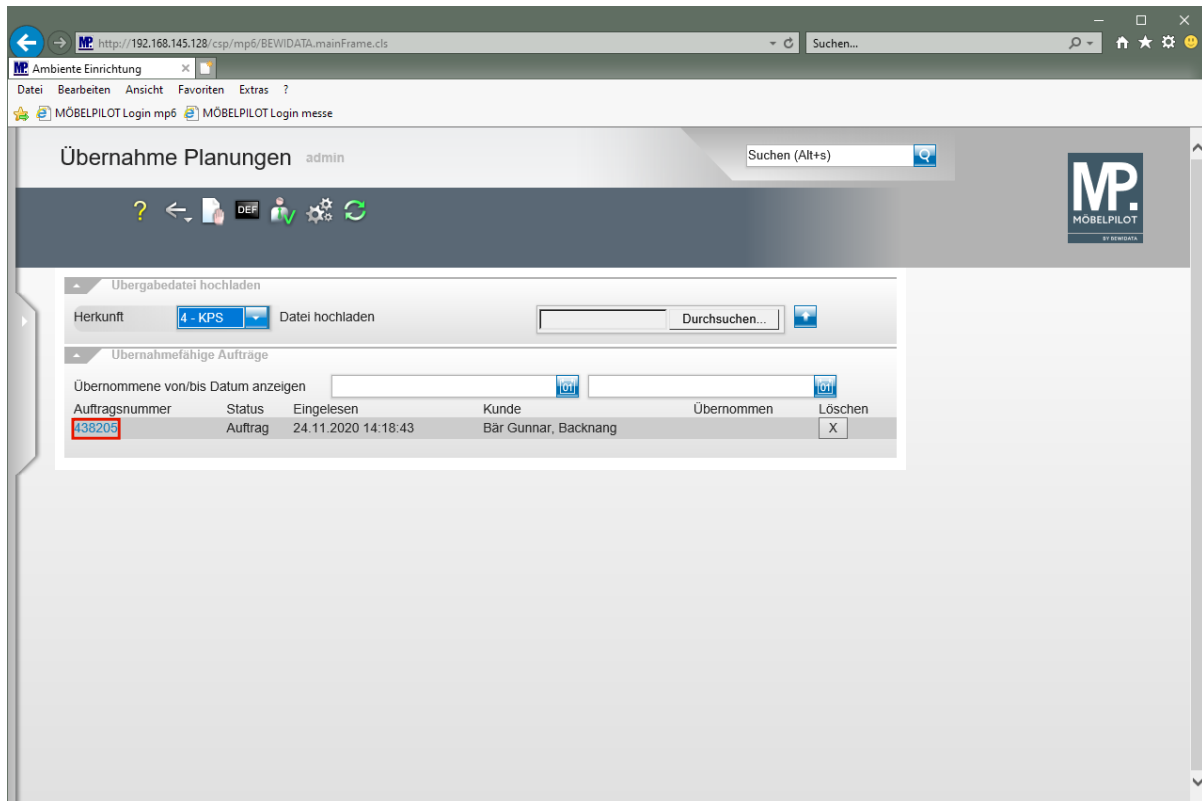 http://192.168.145.128/csp/mp6/BEWIDATA.mainFrame.cls
Suchen...
MP. Ambiente Einrichtung
Datei Bearbeiten Ansicht Favoriten Extras ?
MÖBELPILOT Login mp6 MÖBELPILOT Login messe
Übernahme Planungen admin
Suchen (Alt+s)
? DEF
MP.
MÖBELPILOT
BY BEWIDATA
Übergabedatei hochladen
Herkunft 4 - KPS Datei hochladen Durchsuchen...
Übernahmefähige Aufträge
Übernommene von/bis Datum anzeigen 01 01
Auftragsnummer Status Eingelesen Kunde Übernommen Löschen
438205 Auftrag 24.11.2020 14:18:43 Bär Gunnar, Backnang X